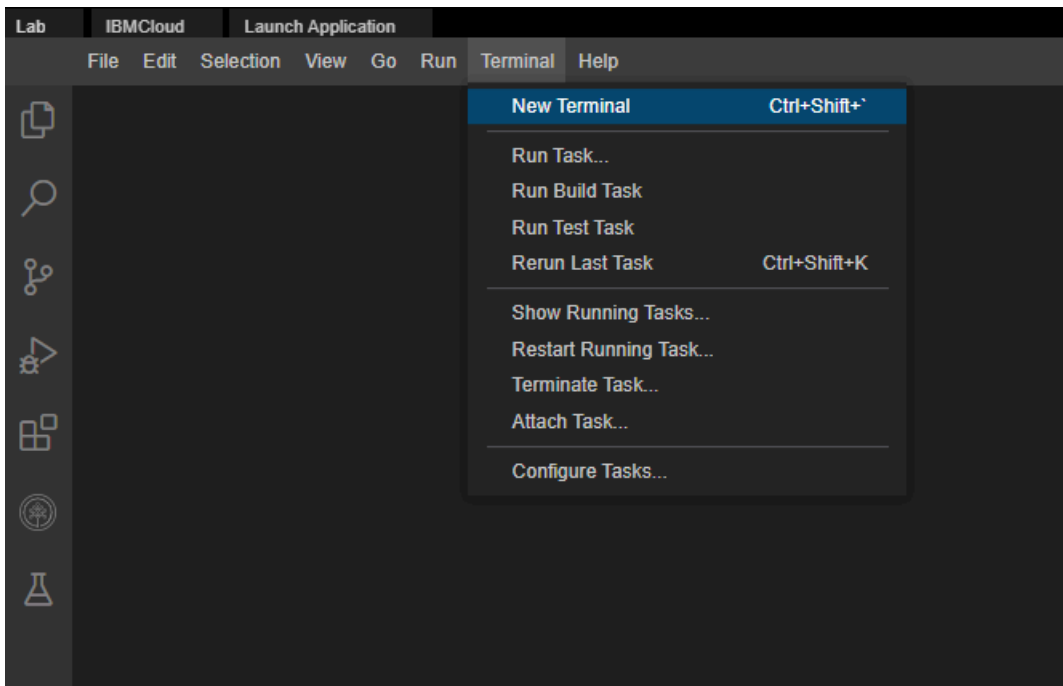 Lab IBMCloud Launch Application
File Edit Selection View Go Run Terminal Help
New Terminal Ctrl+Shift+`
Run Task...
Run Build Task
Run Test Task
Rerun Last Task Ctrl+Shift+K
Show Running Tasks...
Restart Running Task...
Terminate Task...
Attach Task...
Configure Tasks...